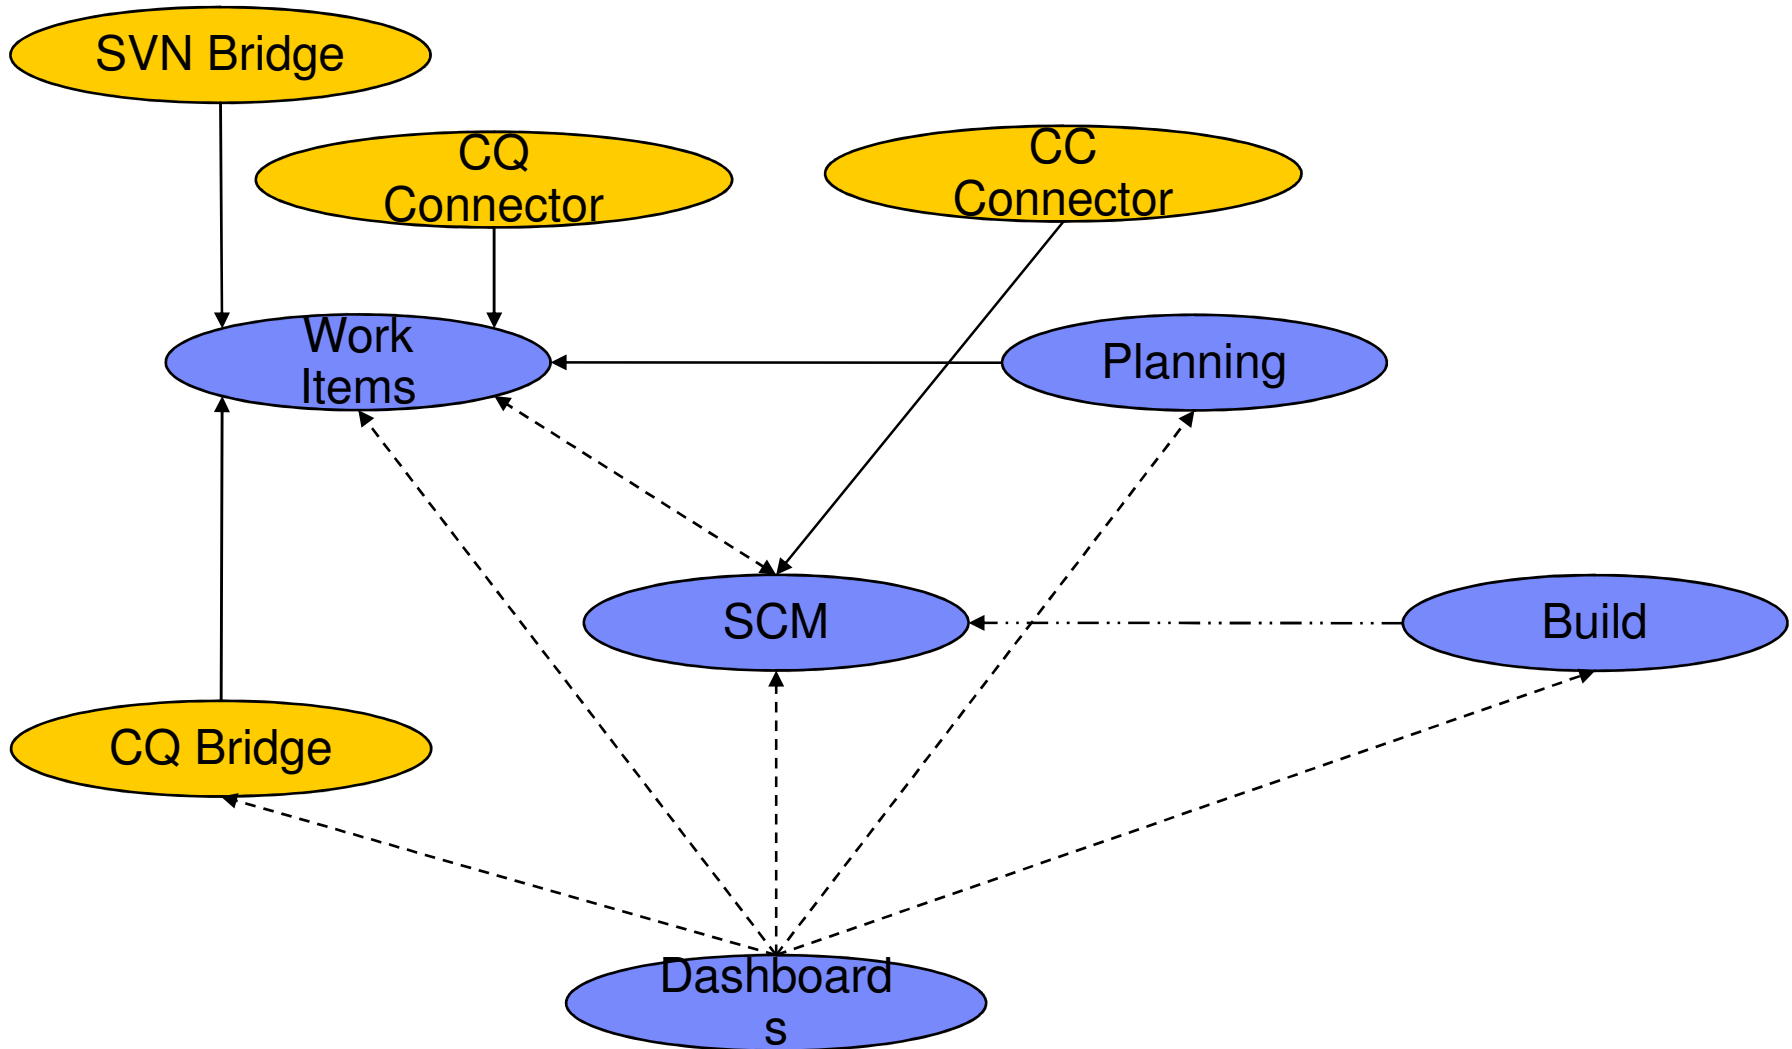 SVN Bridge
CQ
Connector
CC
Connector
Work
Items
Planning
SCM
Build
CQ Bridge
Dashboard
s